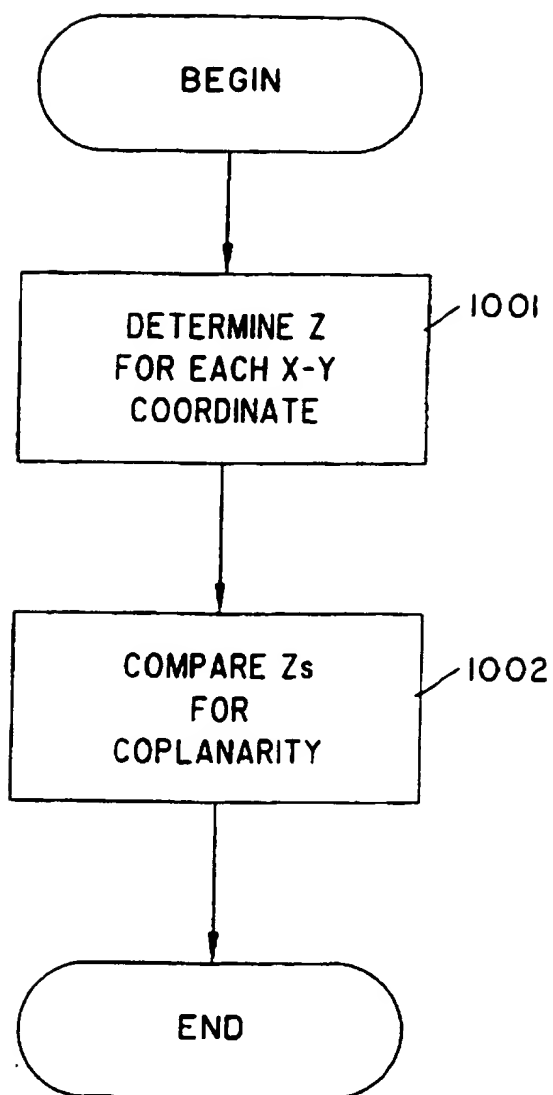 BEGIN
DETERMINE Z
FOR EACH X-Y
COORDINATE
1001
COMPARE Zs
FOR
COPLANARITY
1002
END